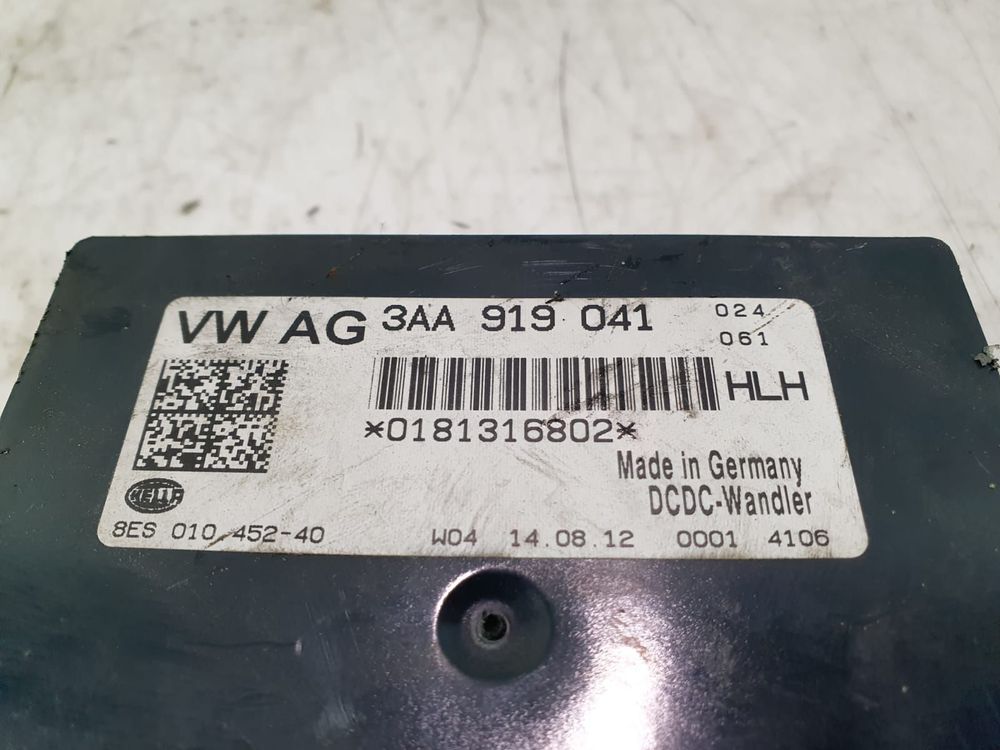 VW AG 3AA 919 041 024
061
HLH
*0181316802*
Made in Germany
DCDC-Wandler
HELLA
8ES 010 452-40 W04 14.08.12 0001 4106